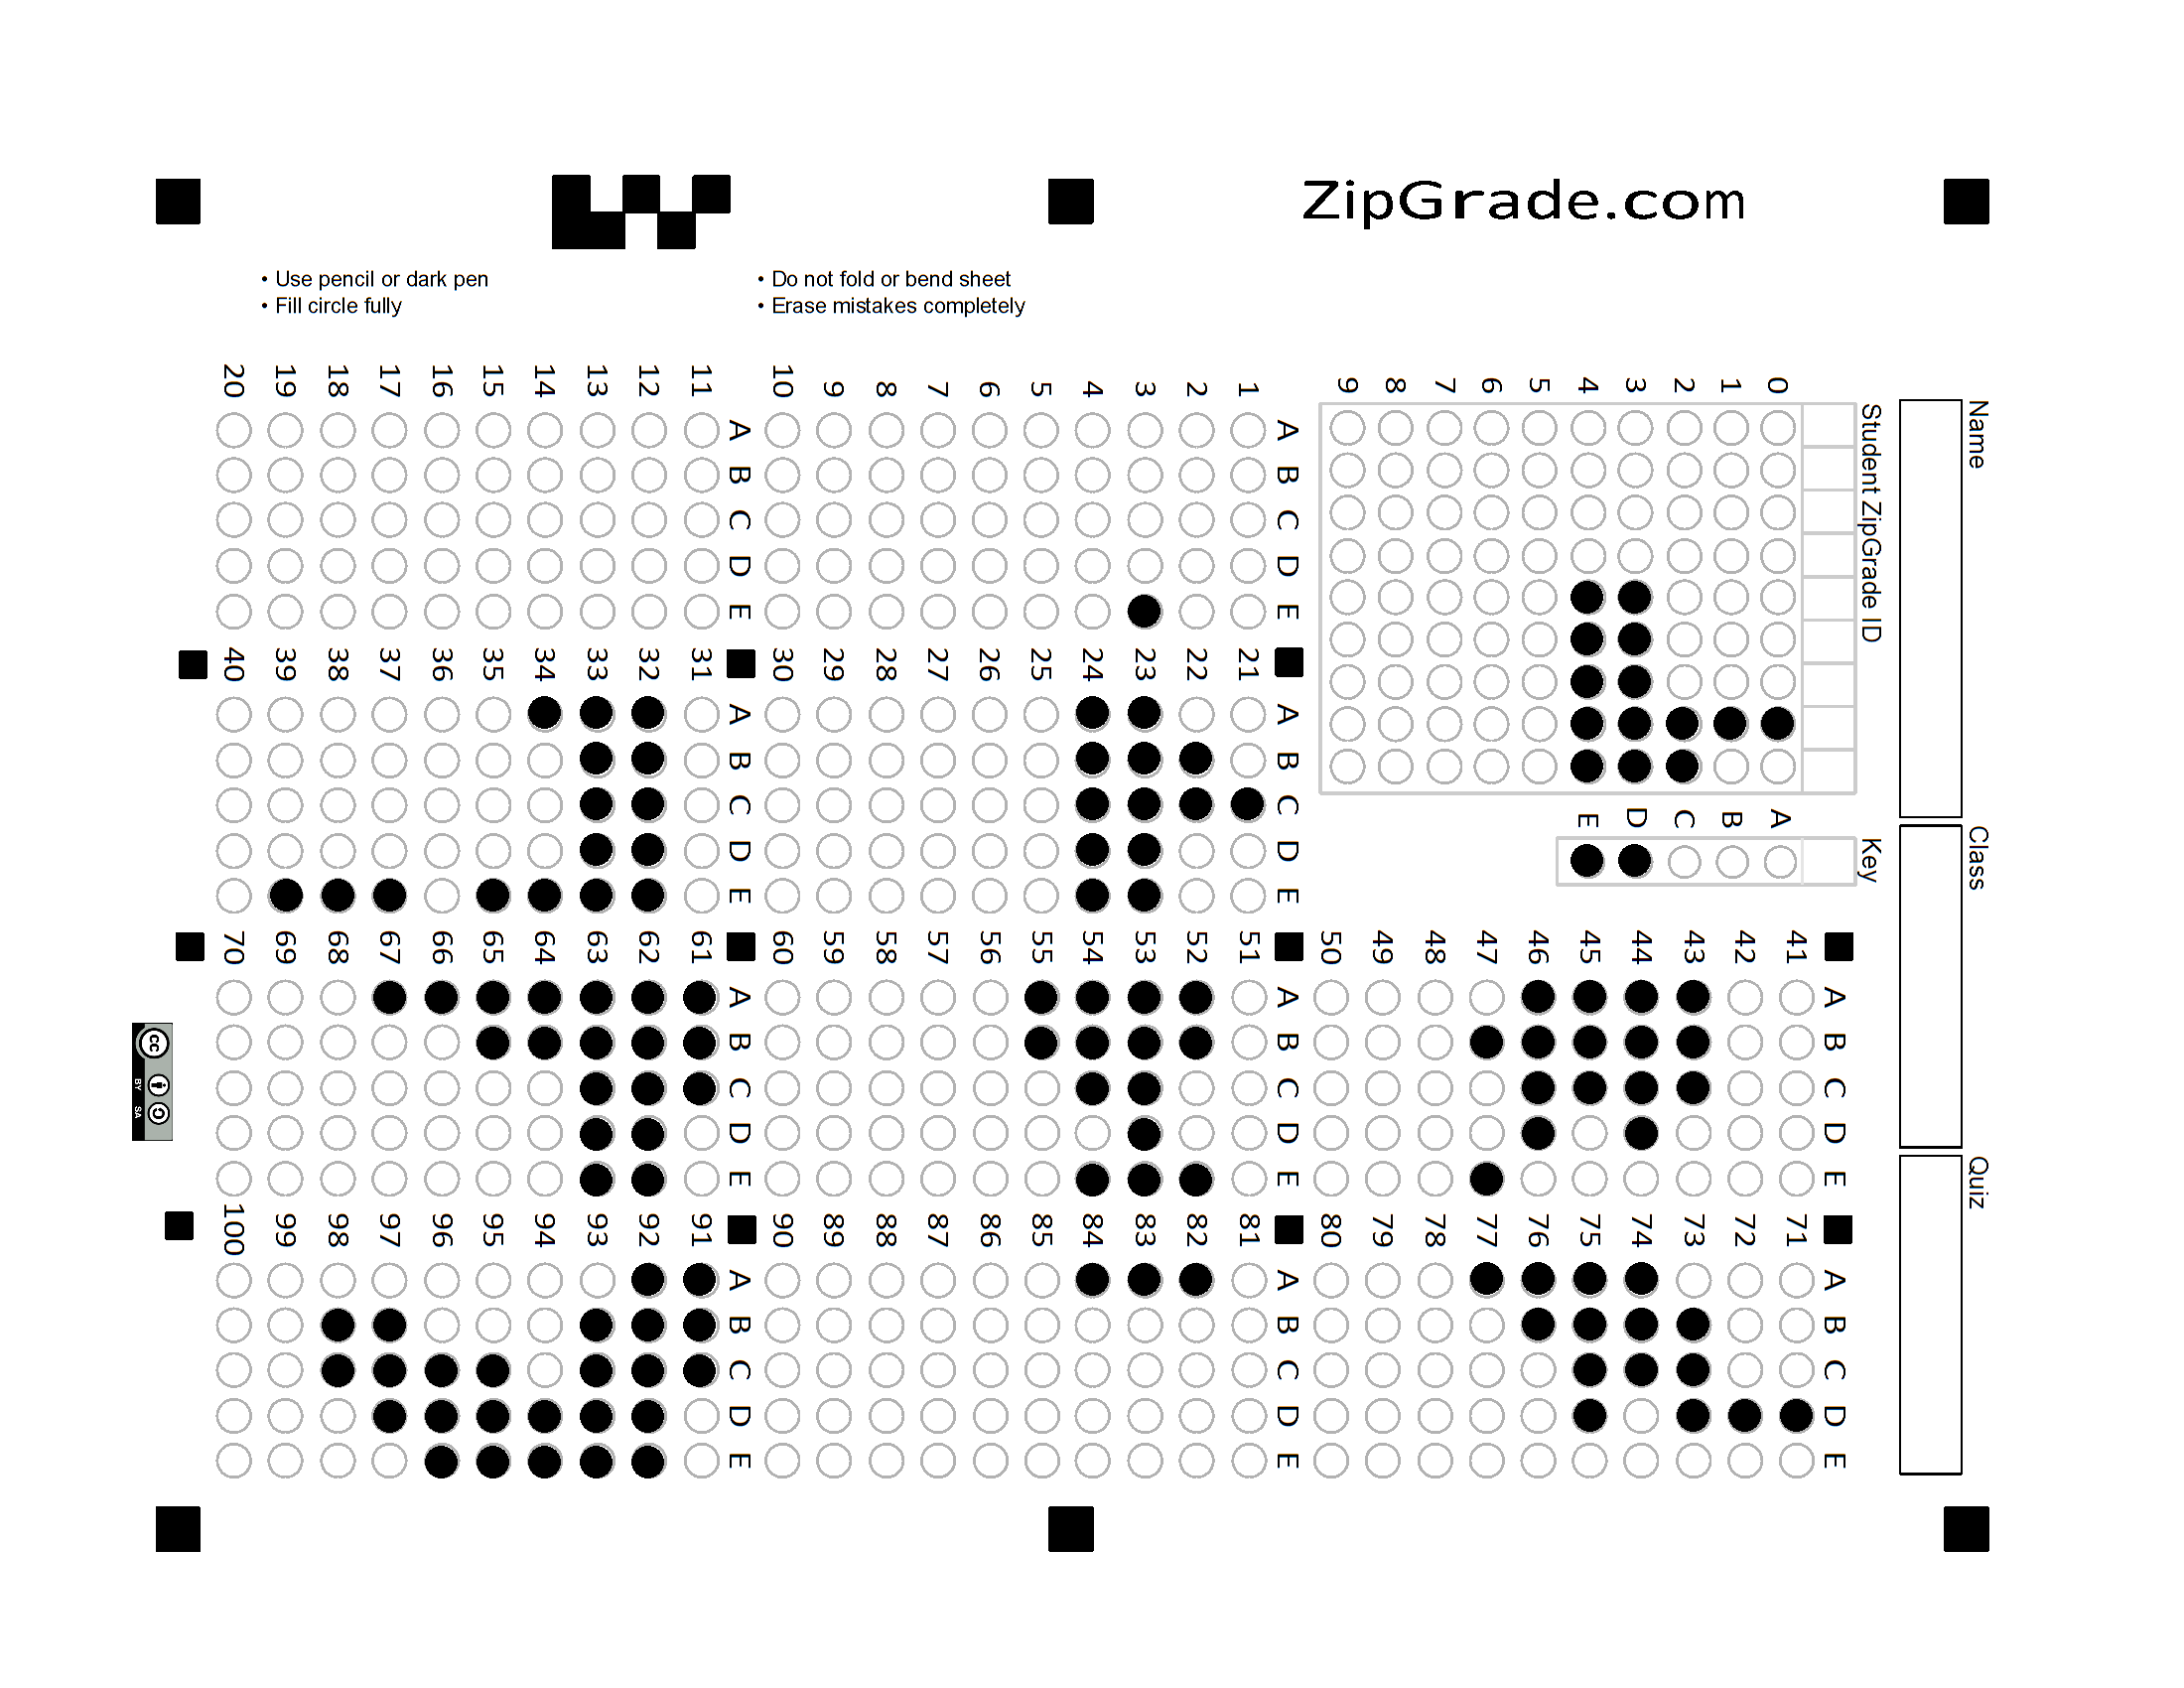 ZipGrade.com
• Use pencil or dark pen
• Fill circle fully
• Do not fold or bend sheet
• Erase mistakes completely
Name
Class
Quiz
Student ZipGrade ID
0 1 2 3 4 5 6 7 8 9
Key
A B C D E
A B C D E
1 2 3 4 5 6 7 8 9 10
A B C D E
11 12 13 14 15 16 17 18 19 20
A B C D E
21 22 23 24 25 26 27 28 29 30
A B C D E
31 32 33 34 35 36 37 38 39 40
A B C D E
41 42 43 44 45 46 47 48 49 50
A B C D E
51 52 53 54 55 56 57 58 59 60
A B C D E
61 62 63 64 65 66 67 68 69 70
A B C D E
71 72 73 74 75 76 77 78 79 80
A B C D E
81 82 83 84 85 86 87 88 89 90
A B C D E
91 92 93 94 95 96 97 98 99 100
cc BY SA